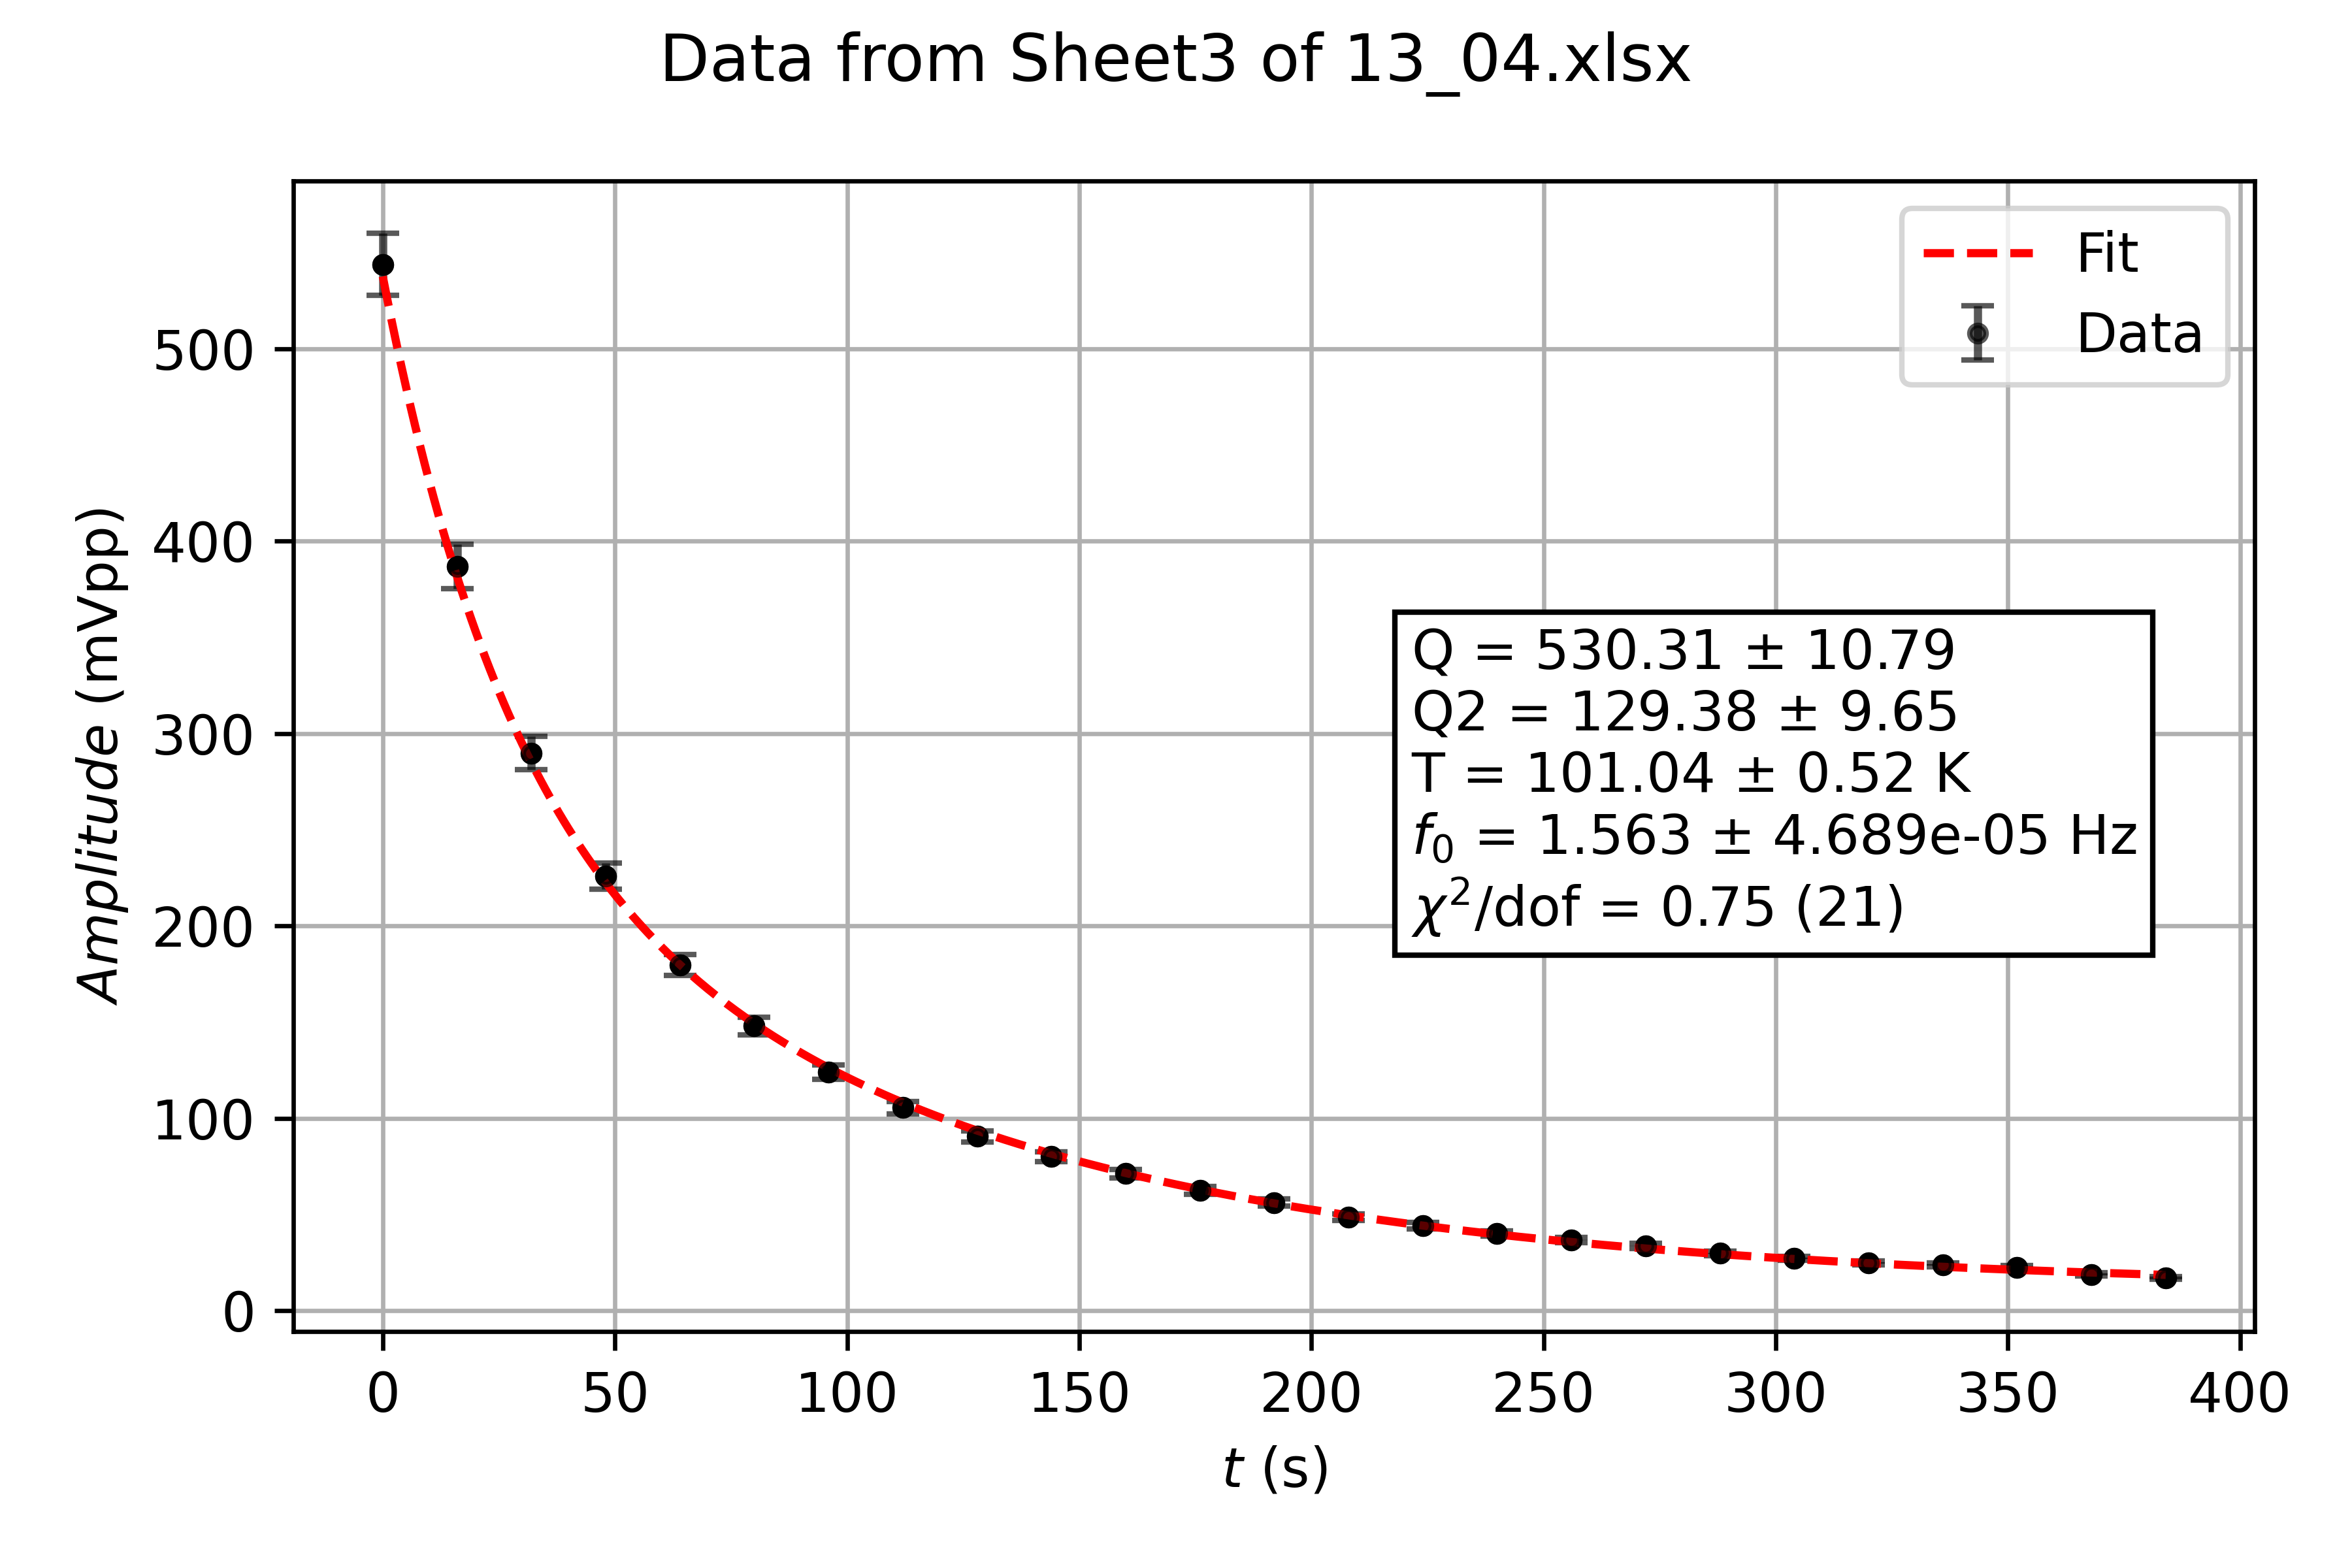 Data from Sheet3 of 13_04.xlsx
Amplitude (mVpp)
500
400
300
200
100
0
Fit
Data
Q = 530.31 ± 10.79
Q2 = 129.38 ± 9.65
T = 101.04 ± 0.52 K
f₀ = 1.563 ± 4.689e-05 Hz
χ²/dof = 0.75 (21)
0 50 100 150 200 250 300 350 400
t (s)